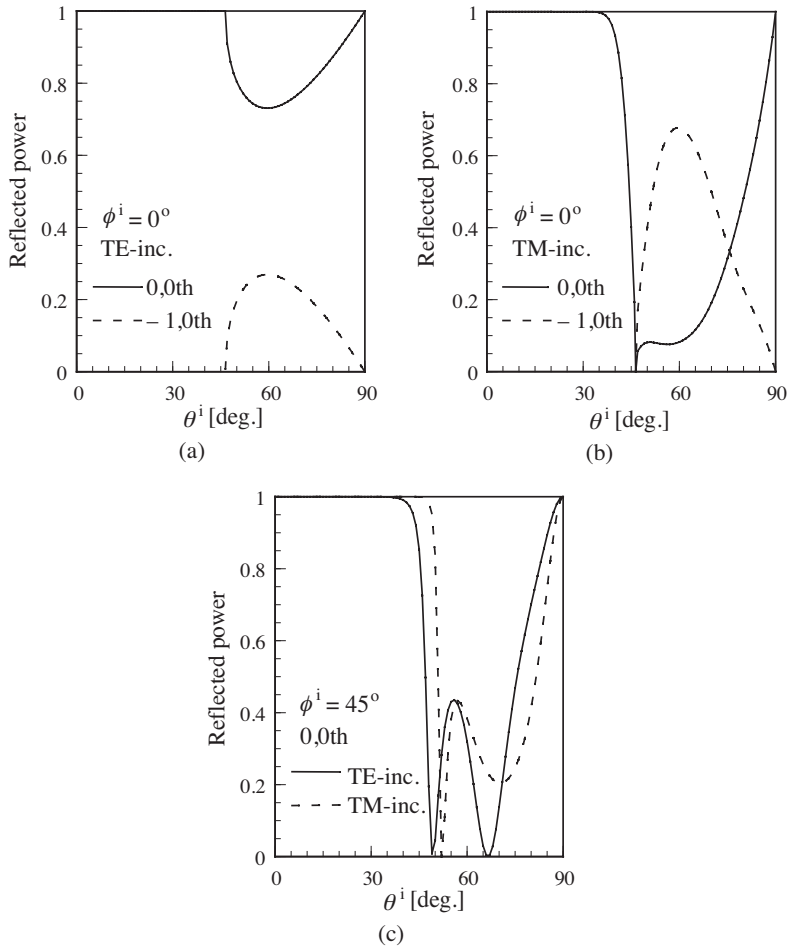 1
0.8
0.6
0.4
0.2
0
Reflected power
ϕⁱ = 0°
TE-inc.
0,0th
– 1,0th
0 30 60 90
θⁱ [deg.]
(a)
1
0.8
0.6
0.4
0.2
0
Reflected power
ϕⁱ = 0°
TM-inc.
0,0th
– 1,0th
0 30 60 90
θⁱ [deg.]
(b)
1
0.8
0.6
0.4
0.2
0
Reflected power
ϕⁱ = 45°
0,0th
TE-inc.
TM-inc.
0 30 60 90
θⁱ [deg.]
(c)